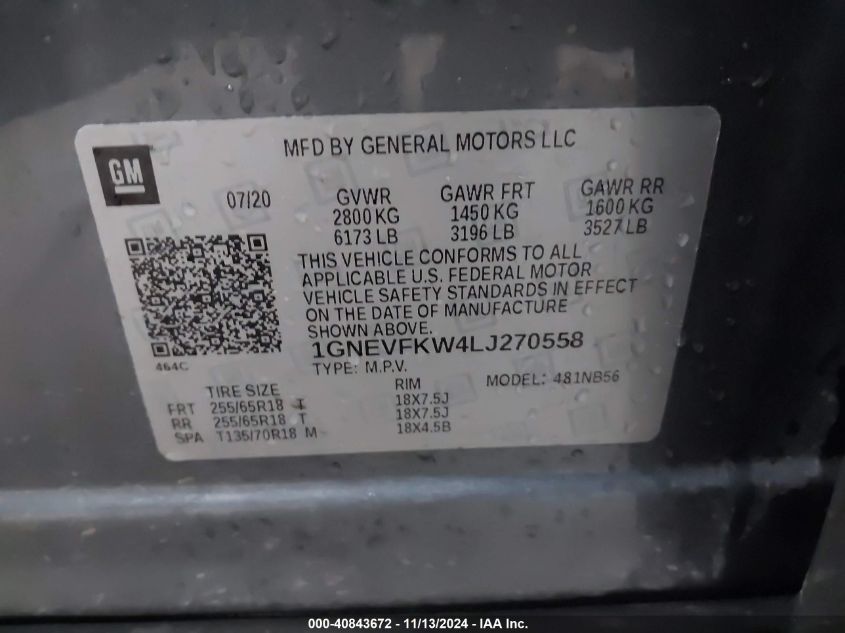 MFD BY GENERAL MOTORS LLC
GM
07/20
GVWR GAWR FRT GAWR RR
2800 KG 1450 KG 1600 KG
6173 LB 3196 LB 3527 LB
THIS VEHICLE CONFORMS TO ALL
APPLICABLE U.S. FEDERAL MOTOR
VEHICLE SAFETY STANDARDS IN EFFECT
ON THE DATE OF MANUFACTURE
SHOWN ABOVE.
1GNEVFKW4LJ270558
464C
TYPE: M.P.V. MODEL: 481NB56
TIRE SIZE RIM
FRT 255/65R18 T 18X7.5J
RR 255/65R18 T 18X7.5J
SPA T135/70R18 M 18X4.5B
000-40843672 - 11/13/2024 - IAA Inc.